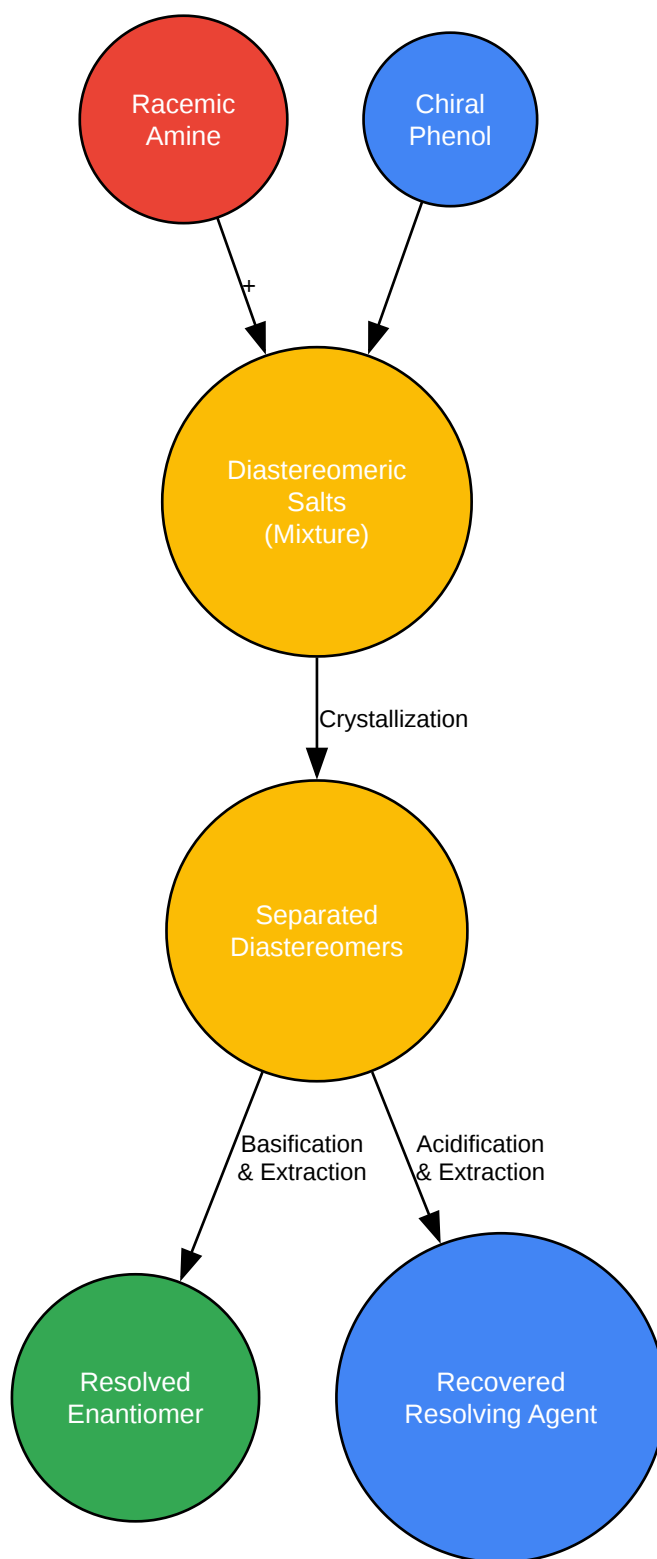 Racemic
Amine
Chiral
Phenol
+
Diastereomeric
Salts
(Mixture)
Crystallization
Separated
Diastereomers
Basification
& Extraction
Acidification
& Extraction
Resolved
Enantiomer
Recovered
Resolving Agent